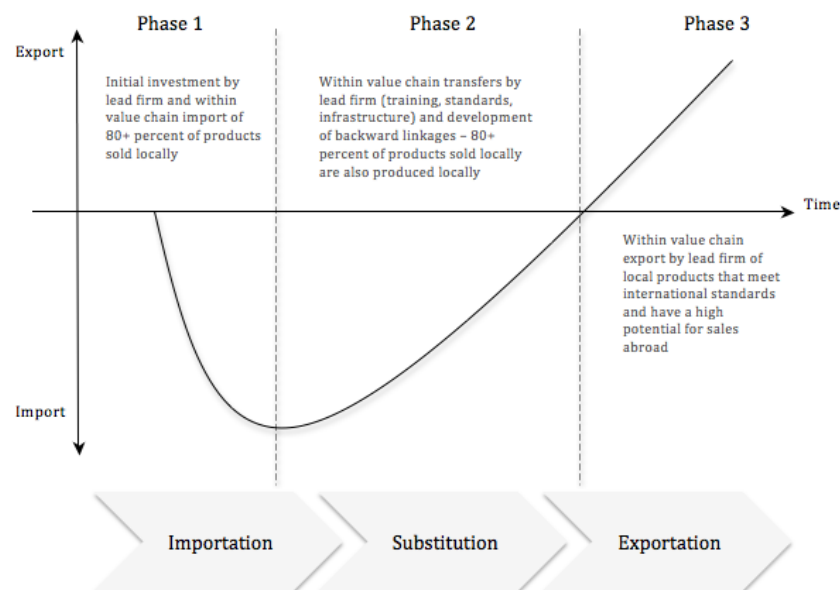 Phase 1
Phase 2
Phase 3
Export
Initial investment by
lead firm and within
value chain import of
80+ percent of products
sold locally
Within value chain transfers by
lead firm (training, standards,
infrastructure) and development
of backward linkages – 80+
percent of products sold locally
are also produced locally
Time
Within value chain
export by lead firm of
local products that meet
international standards
and have a high
potential for sales
abroad
Import
Importation
Substitution
Exportation